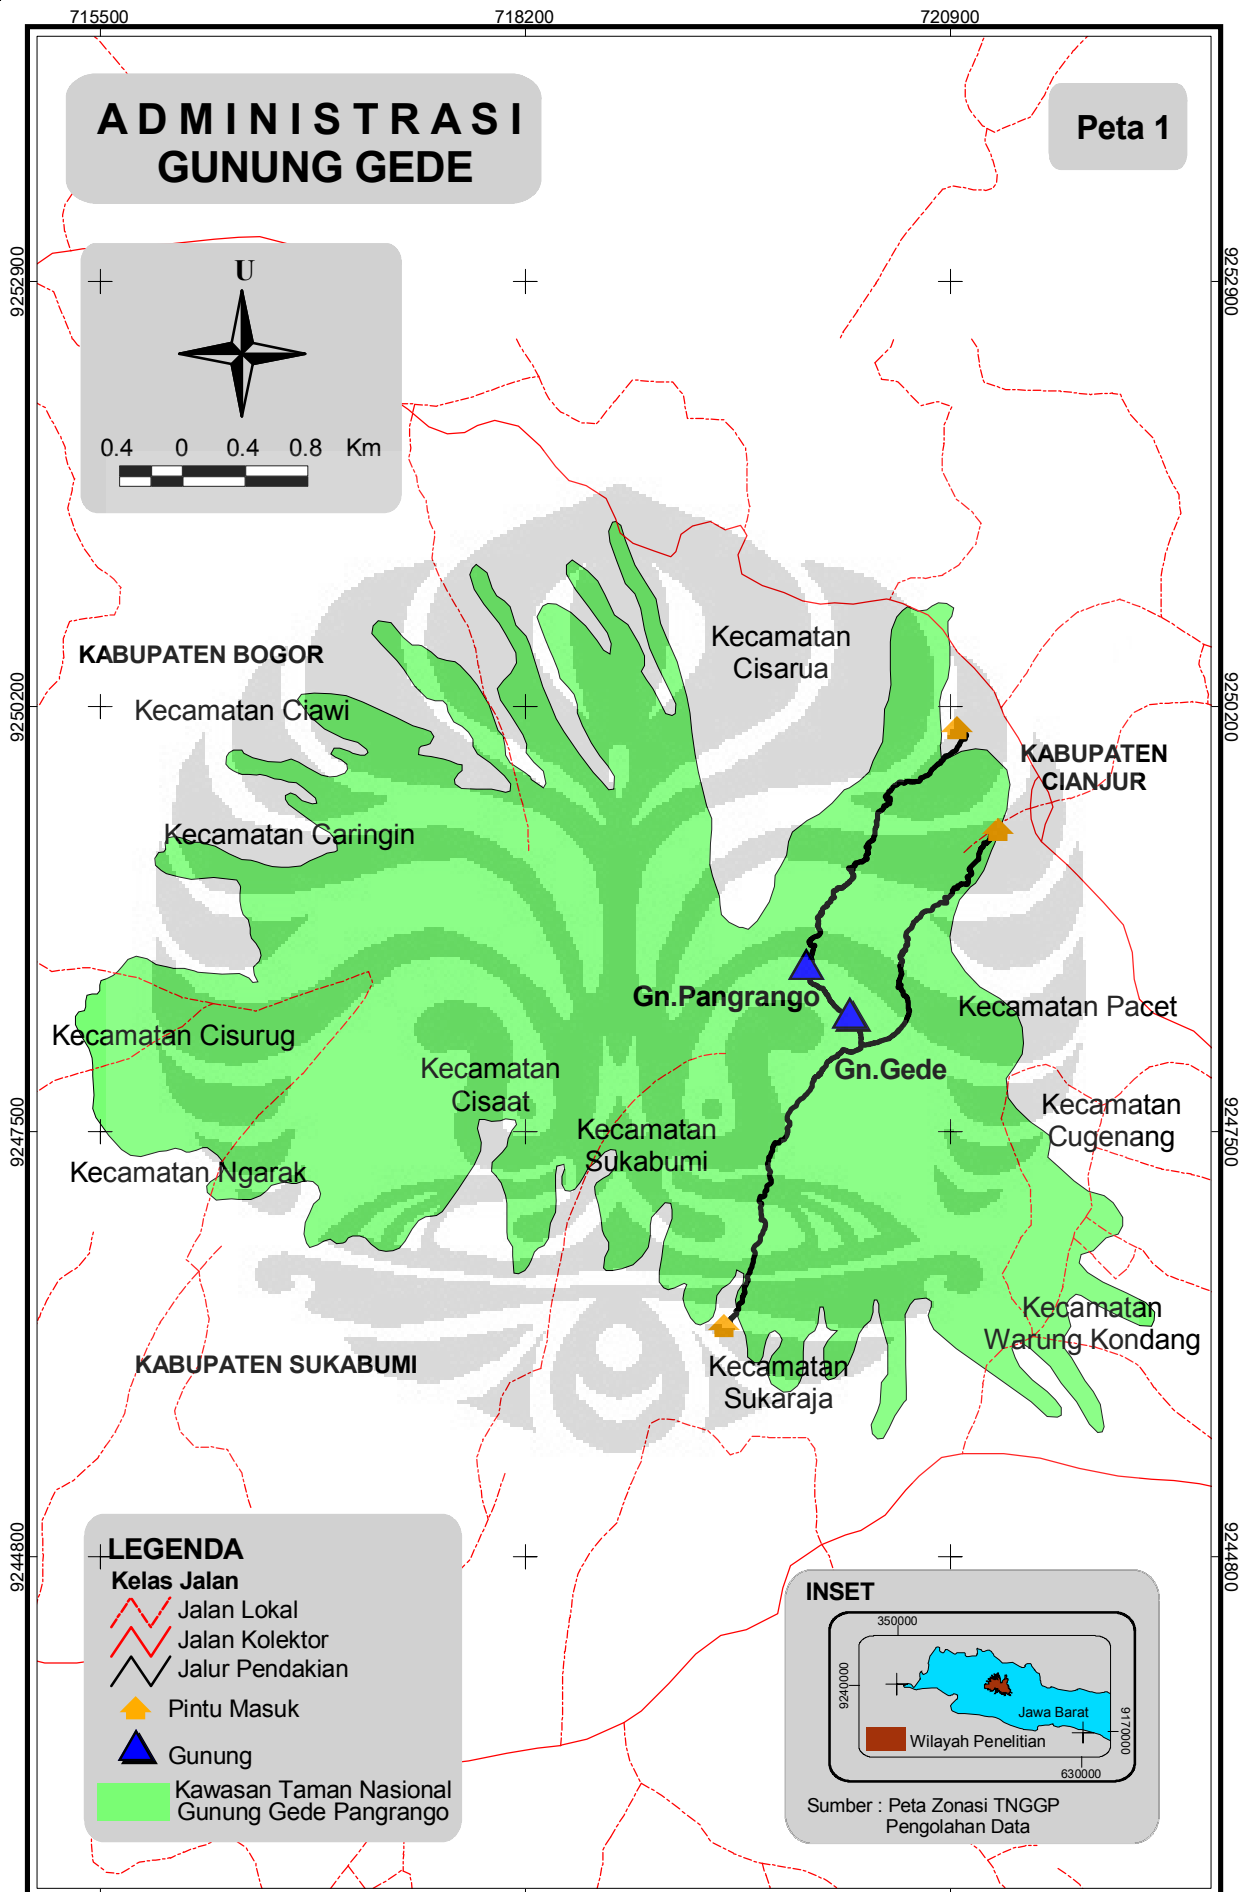 715500
718200
720900
ADMINISTRASI
GUNUNG GEDE
Peta 1
9252900
9252900
U
0.4 0 0.4 0.8 Km
Kecamatan
Cisarua
KABUPATEN BOGOR
Kecamatan Ciawi
9250200
9250200
KABUPATEN
CIANJUR
Kecamatan Caringin
Gn.Pangrango
Kecamatan Pacet
Kecamatan Cisurug
Gn.Gede
Kecamatan
Cisaat
Kecamatan
Sukabumi
Kecamatan
Cugenang
9247500
9247500
Kecamatan Ngarak
Kecamatan
Warung Kondang
KABUPATEN SUKABUMI
Kecamatan
Sukaraja
9244800
9244800
LEGENDA
Kelas Jalan
Jalan Lokal
Jalan Kolektor
Jalur Pendakian
Pintu Masuk
Gunung
Kawasan Taman Nasional
Gunung Gede Pangrango
INSET
350000
9240000
Jawa Barat
9170000
Wilayah Penelitian
630000
Sumber : Peta Zonasi TNGGP
Pengolahan Data